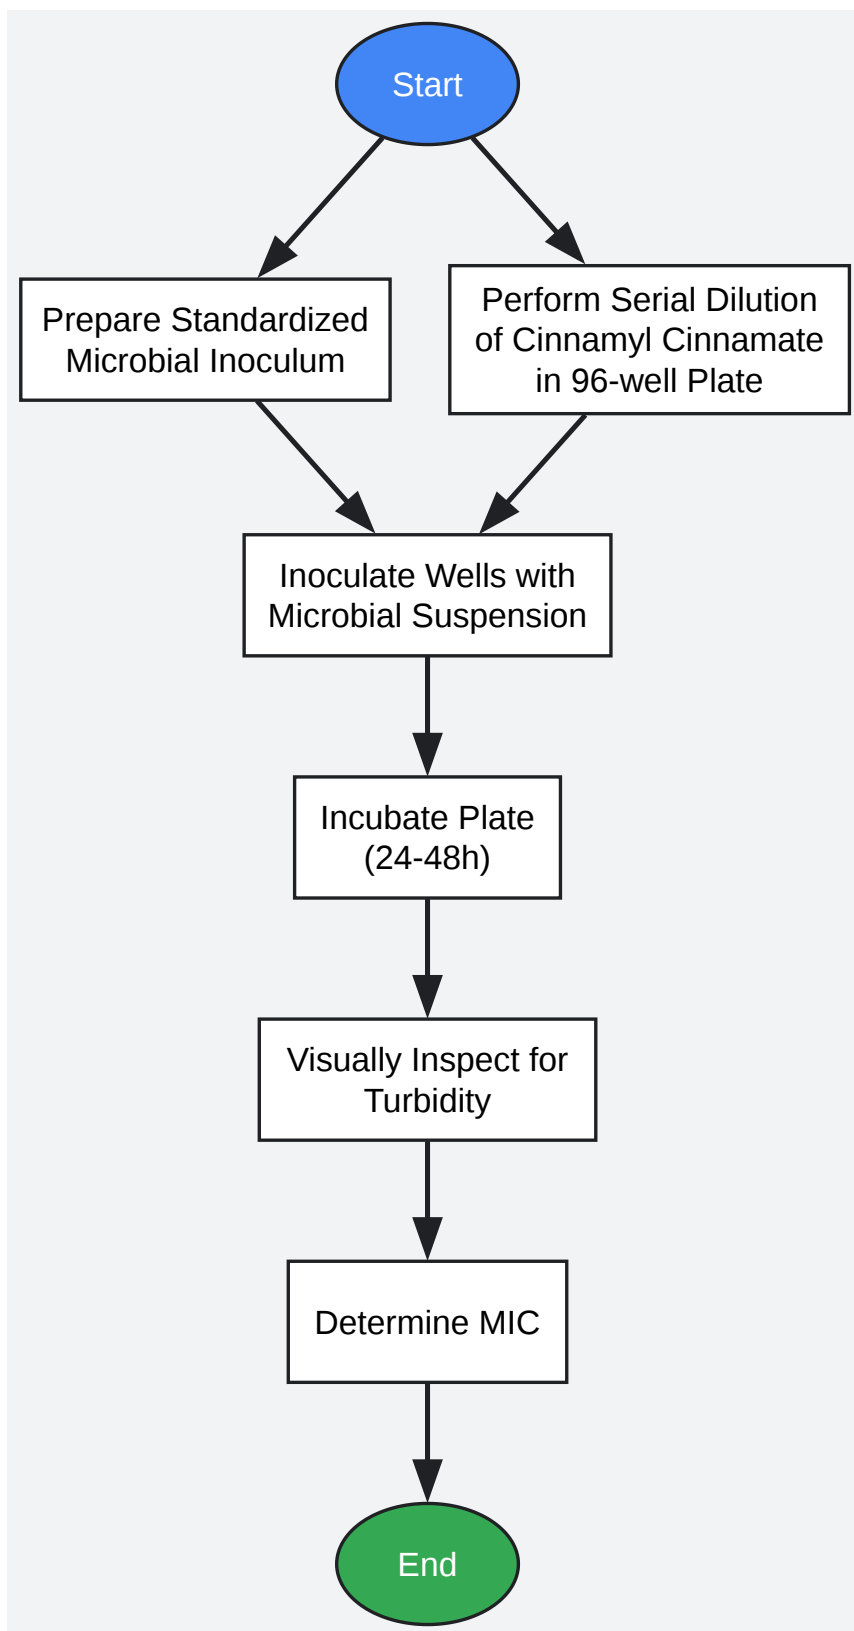 Start
Prepare Standardized
Microbial Inoculum
Perform Serial Dilution
of Cinnamyl Cinnamate
in 96-well Plate
Inoculate Wells with
Microbial Suspension
Incubate Plate
(24-48h)
Visually Inspect for
Turbidity
Determine MIC
End